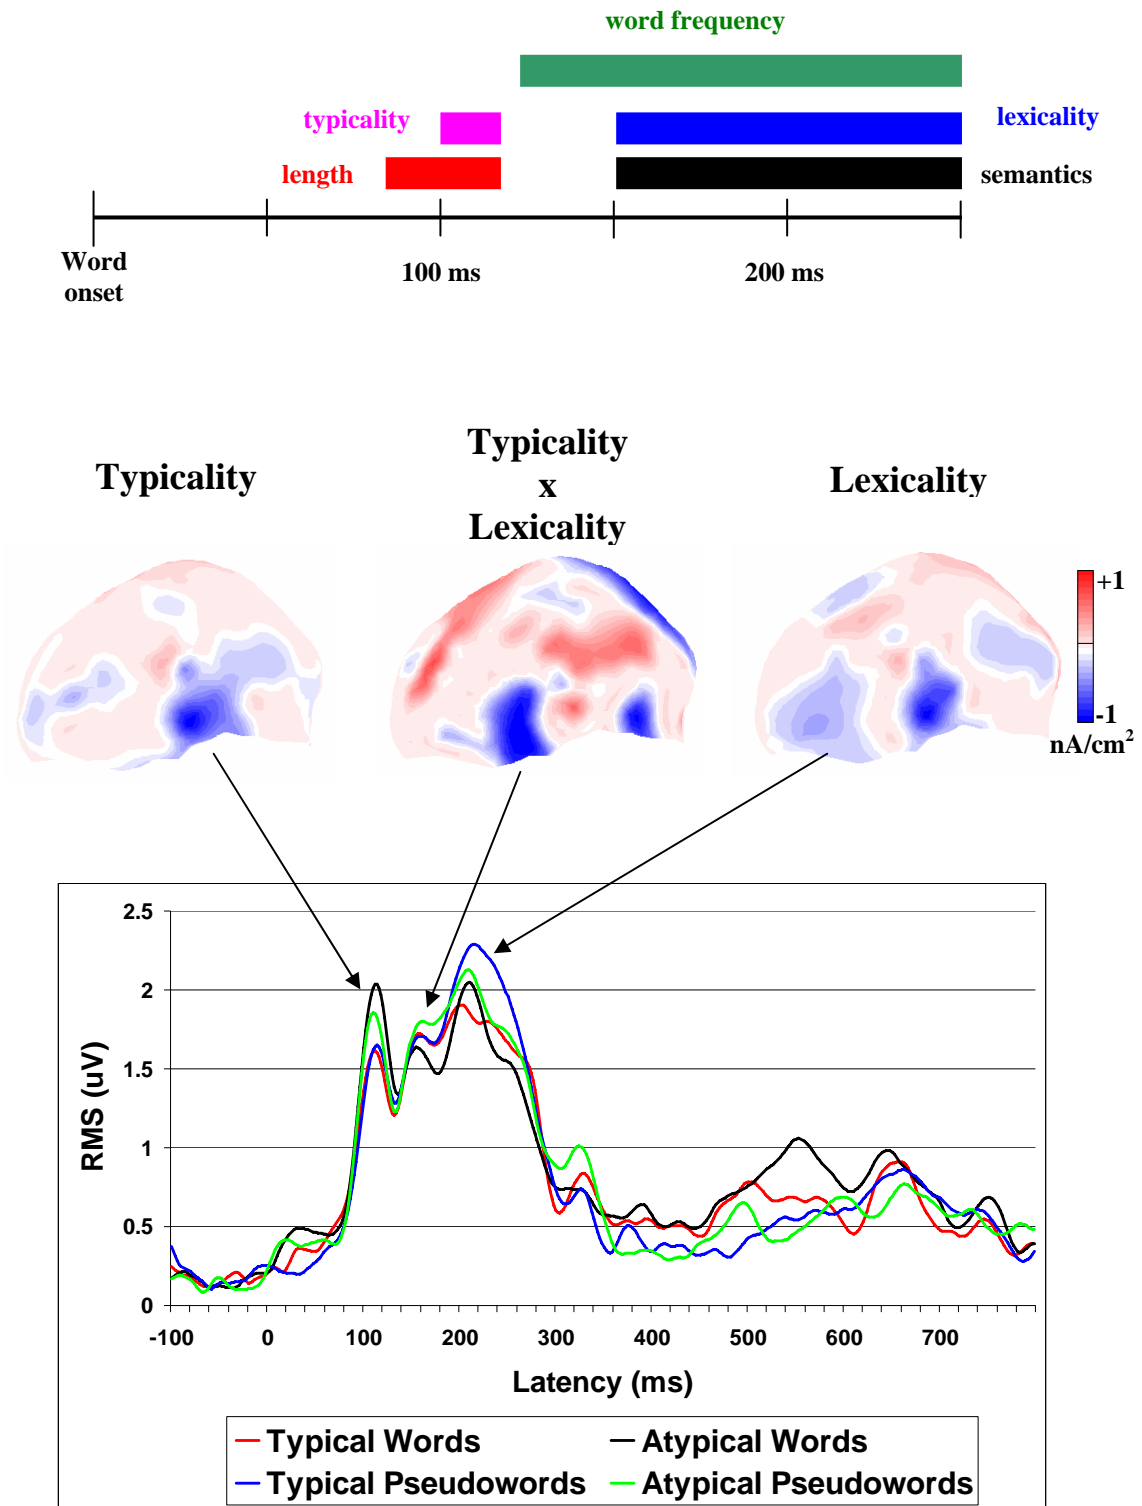 word frequency
typicality
lexicality
length
semantics
Word
onset
100 ms
200 ms
Typicality
Typicality
x
Lexicality
Lexicality
+1
-1
nA/cm²
2.5
2
1.5
1
0.5
0
RMS (uV)
-100 0 100 200 300 400 500 600 700
Latency (ms)
Typical Words
Atypical Words
Typical Pseudowords
Atypical Pseudowords